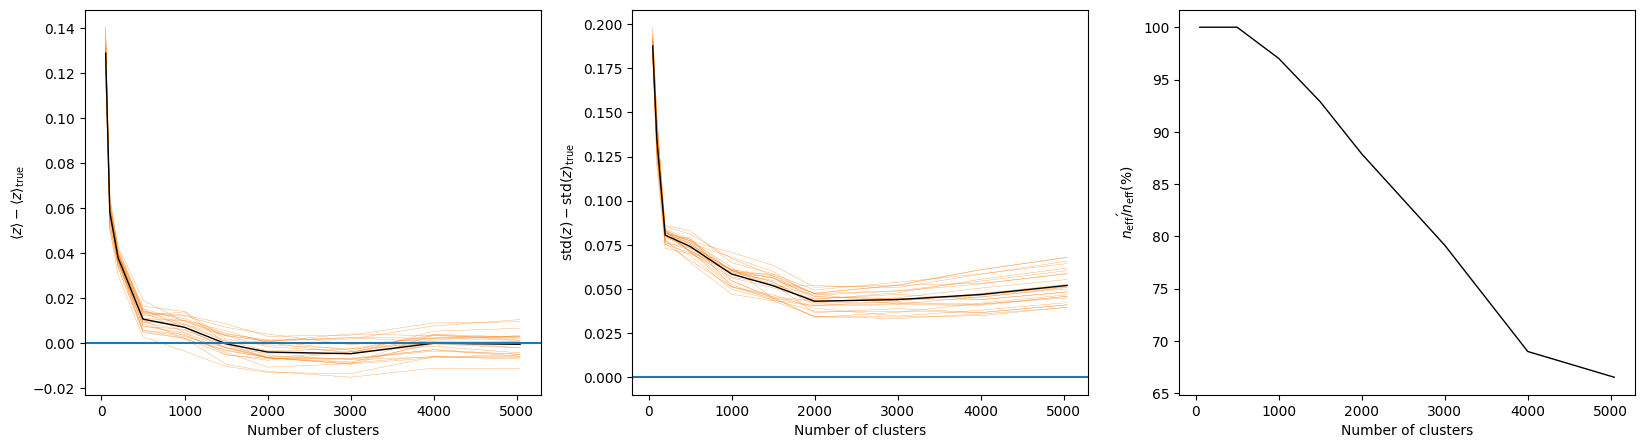 0.14
0.12
0.10
0.08
0.06
0.04
0.02
0.00
−0.02
⟨z⟩ − ⟨z⟩true
0 1000 2000 3000 4000 5000
Number of clusters
0.200
0.175
0.150
0.125
0.100
0.075
0.050
0.025
0.000
std(z) − std(z)true
0 1000 2000 3000 4000 5000
Number of clusters
100
95
90
85
80
75
70
65
n′eff/neff(%)
0 1000 2000 3000 4000 5000
Number of clusters